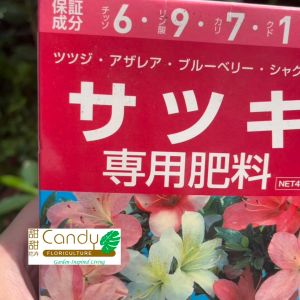 保証成分 チッソ6・リン酸9・カリ7・クド1
ツツジ・アザレア・ブルーベリー・シャク
サツキ
専用肥料
NET4
甜甜 花卉 Candy
FLORICULTURE
Garden Inspired Living